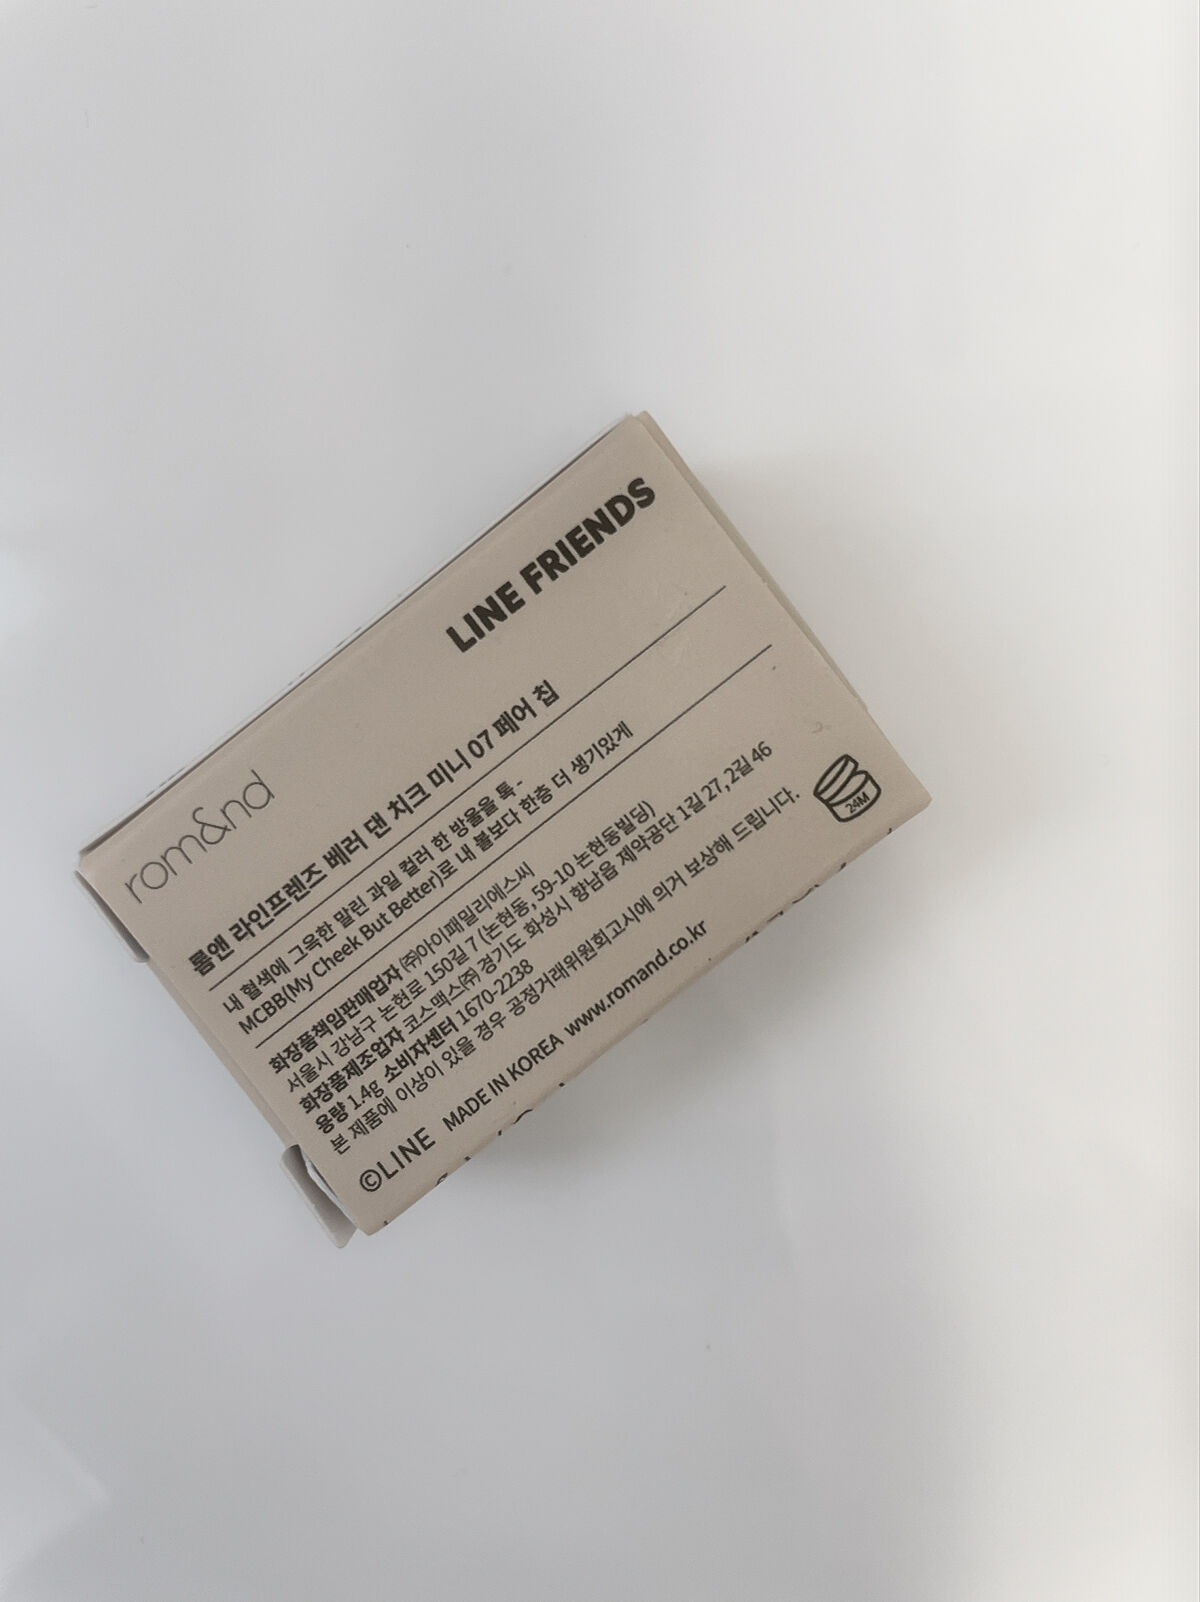 rom&nd
LINE FRIENDS
롬앤 라인프렌즈 베러 댄 치크 미니 07 페어 칩
내 혈색에 그윽한 말린 과일 컬러 한 방울을 톡-
MCBB(My Cheek But Better)로 내 볼보다 한층 더 생기있게
화장품책임판매업자 ㈜아이패밀리에스씨
서울시 강남구 논현로 150길 7 (논현동, 59-10 논현동빌딩)
화장품제조업자 코스맥스㈜ 경기도 화성시 향남읍 제약공단 1길 27, 2길 46
용량 1.4g 소비자센터 1670-2238
본 제품에 이상이 있을 경우 공정거래위원회고시에 의거 보상해 드립니다.
©LINE MADE IN KOREA www.romand.co.kr
24M